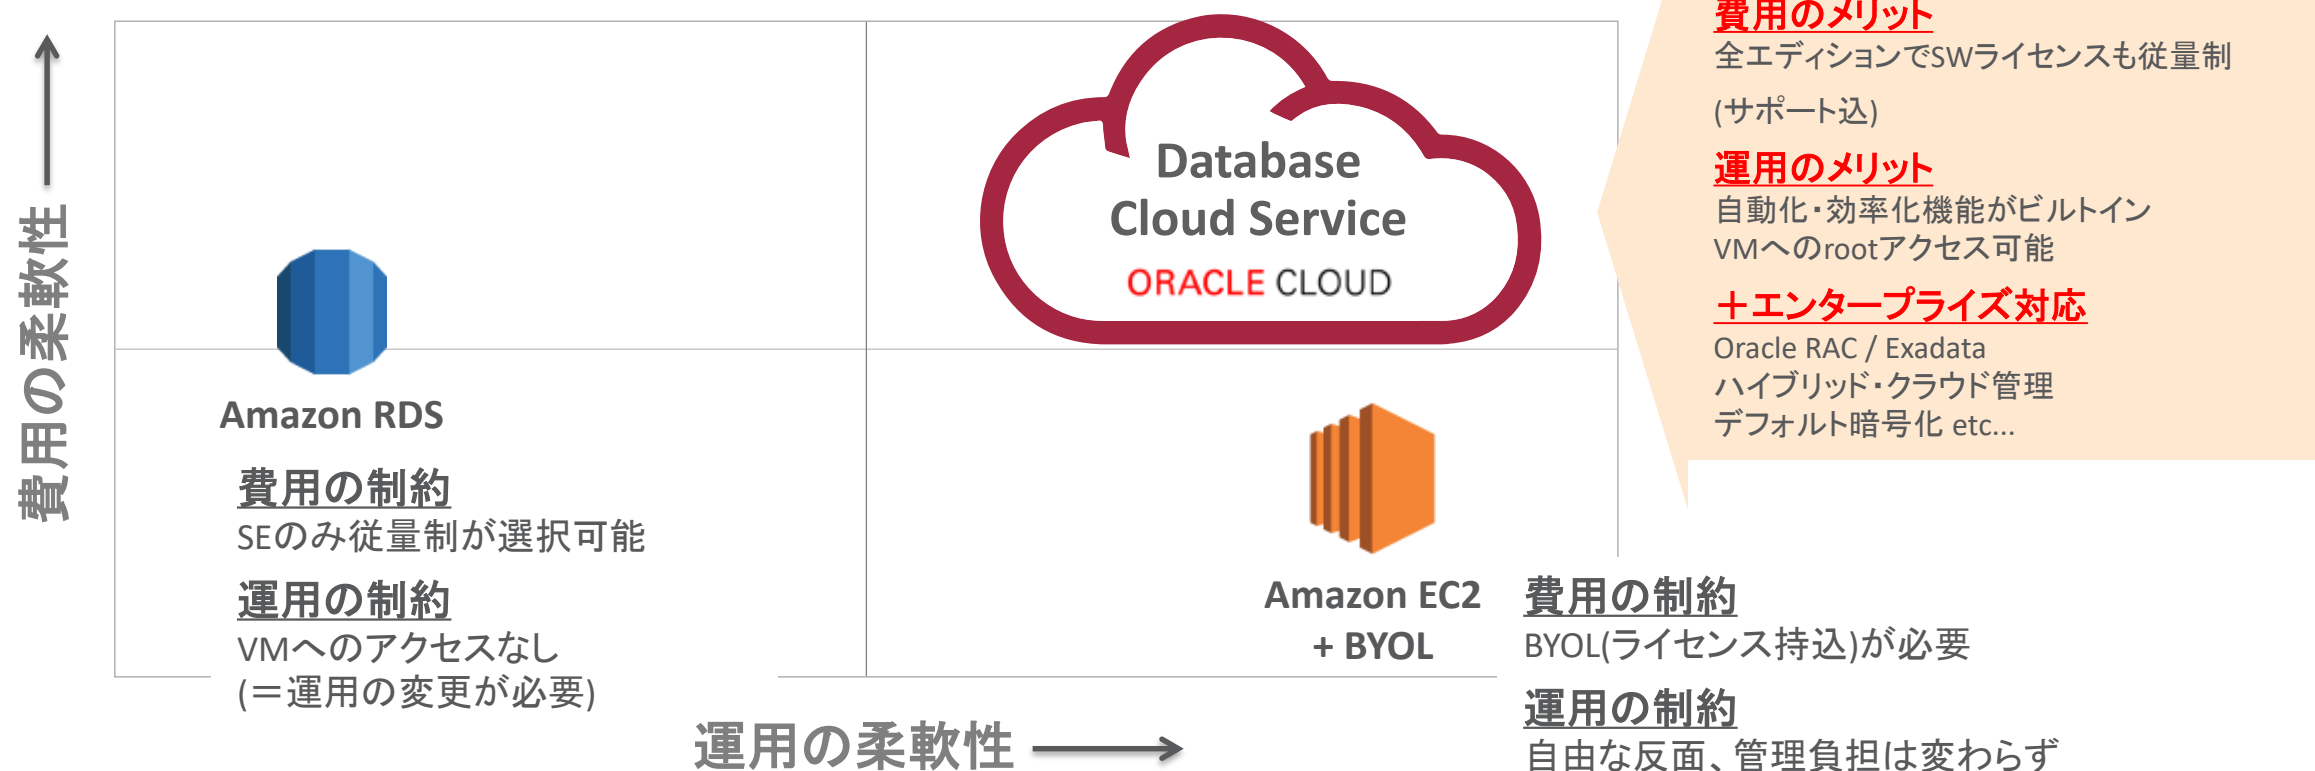 費用のメリット
全エディションでSWライセンスも従量制
(サポート込)
運用のメリット
自動化・効率化機能がビルトイン
VMへのrootアクセス可能
＋エンタープライズ対応
Oracle RAC / Exadata
ハイブリッド・クラウド管理
デフォルト暗号化 etc...
費用の柔軟性
Database
Cloud Service
ORACLE CLOUD
Amazon RDS
費用の制約
SEのみ従量制が選択可能
運用の制約
VMへのアクセスなし
(＝運用の変更が必要)
Amazon EC2
+ BYOL
費用の制約
BYOL(ライセンス持込)が必要
運用の制約
自由な反面、管理負担は変わらず
運用の柔軟性